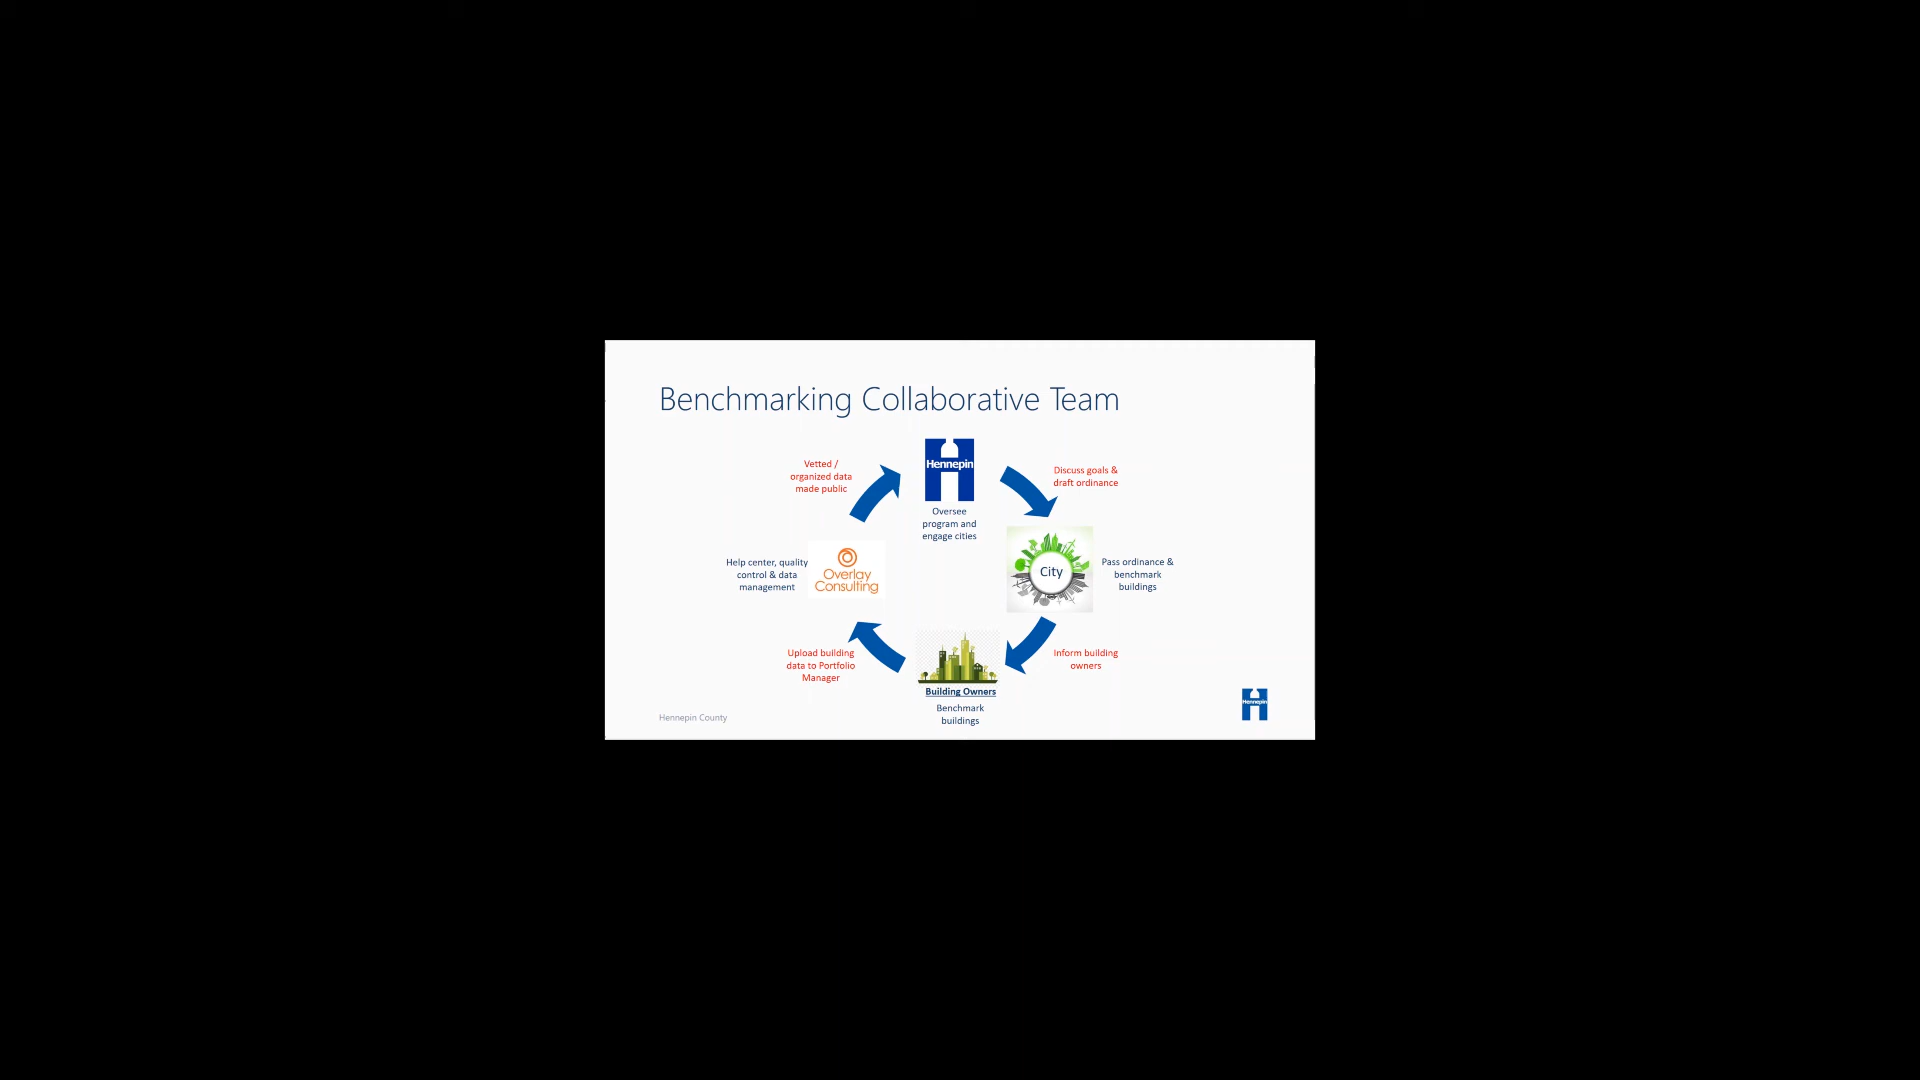 Benchmarking Collaborative Team
Hennepin
Oversee
program and
engage cities
Discuss goals &
draft ordinance
City
Pass ordinance &
benchmark
buildings
Inform building
owners
Building Owners
Benchmark
buildings
Upload building
data to Portfolio
Manager
Overlay
Consulting
Help center, quality
control & data
management
Vetted /
organized data
made public
Hennepin County
Hennepin